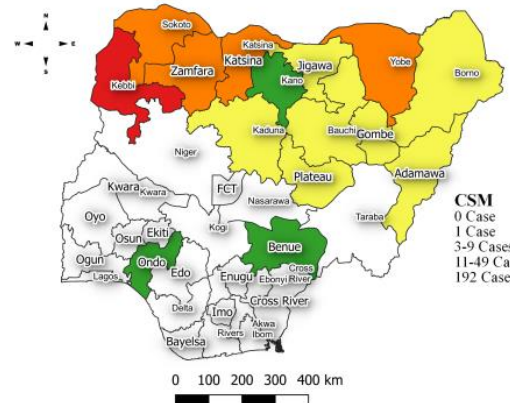 N
W E
S
Sokoto
Katsina
Kebbi
Zamfara
Katsina
Kano
Jigawa
Yobe
Borno
Kaduna
Bauchi
Gombe
Niger
Plateau
Adamawa
Kwara
Kwara
FCT
Nasarawa
Taraba
Oyo
Kogi
Osun
Ekiti
Benue
Ogun
Ondo
Edo
Lagos
Enugu
Ebonyi
Cross
River
Delta
Imo
Cross River
Rivers
Akwa
Ibom
Bayelsa
CSM
0 Case
1 Case
3-9 Cases
11-49 Ca
192 Case
0 100 200 300 400 km